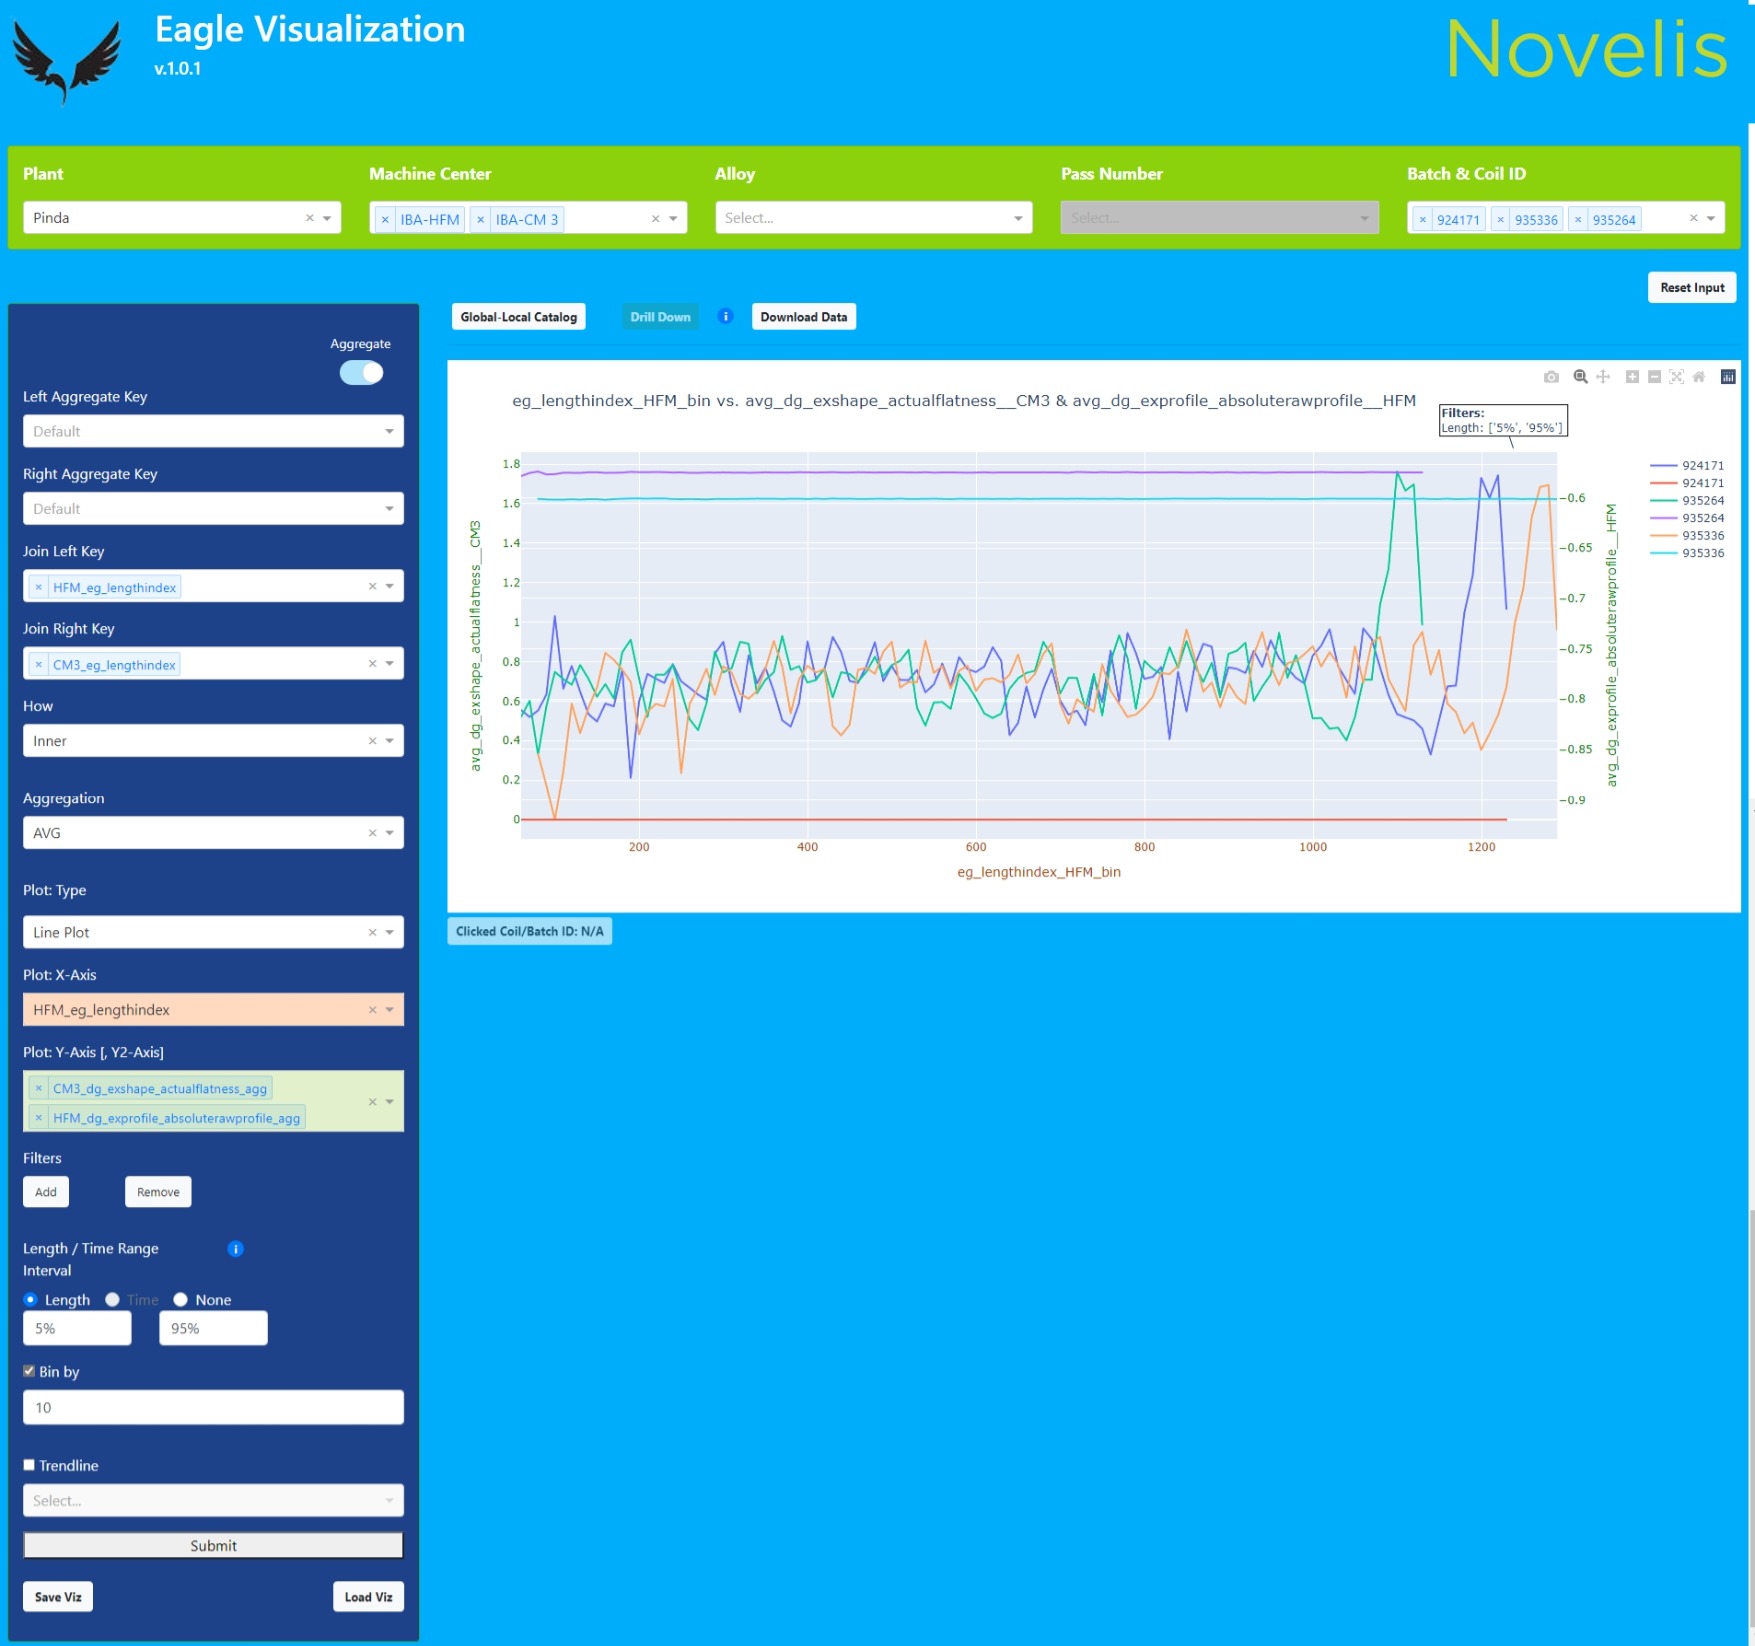 Eagle Visualization
v.1.0.1
Novelis
Plant
Machine Center
Alloy
Pass Number
Batch & Coil ID
Pinda
× IBA-HFM × IBA-CM 3
Select...
Select...
× 924171 × 935336 × 935264
Reset Input
Global-Local Catalog
Drill Down
Download Data
Aggregate
Left Aggregate Key
Default
Right Aggregate Key
Default
Join Left Key
× HFM_eg_lengthindex
Join Right Key
× CM3_eg_lengthindex
How
Inner
Aggregation
AVG
Plot: Type
Line Plot
Plot: X-Axis
HFM_eg_lengthindex
Plot: Y-Axis [, Y2-Axis]
× CM3_dg_exshape_actualflatness_agg
× HFM_dg_exprofile_absoluterawprofile_agg
Filters
Add
Remove
Length / Time Range
Interval
Length
Time
None
5%
95%
Bin by
10
Trendline
Select...
Submit
Save Viz
Load Viz
eg_lengthindex_HFM_bin vs. avg_dg_exshape_actualflatness__CM3 & avg_dg_exprofile_absoluterawprofile__HFM
Filters:
Length: ['5%', '95%']
avg_dg_exshape_actualflatness__CM3
1.8
1.6
1.4
1.2
1
0.8
0.6
0.4
0.2
0
200
400
600
800
1000
1200
eg_lengthindex_HFM_bin
−0.6
−0.65
−0.7
−0.75
−0.8
−0.85
−0.9
avg_dg_exprofile_absoluterawprofile__HFM
924171
924171
935264
935264
935336
935336
Clicked Coil/Batch ID: N/A